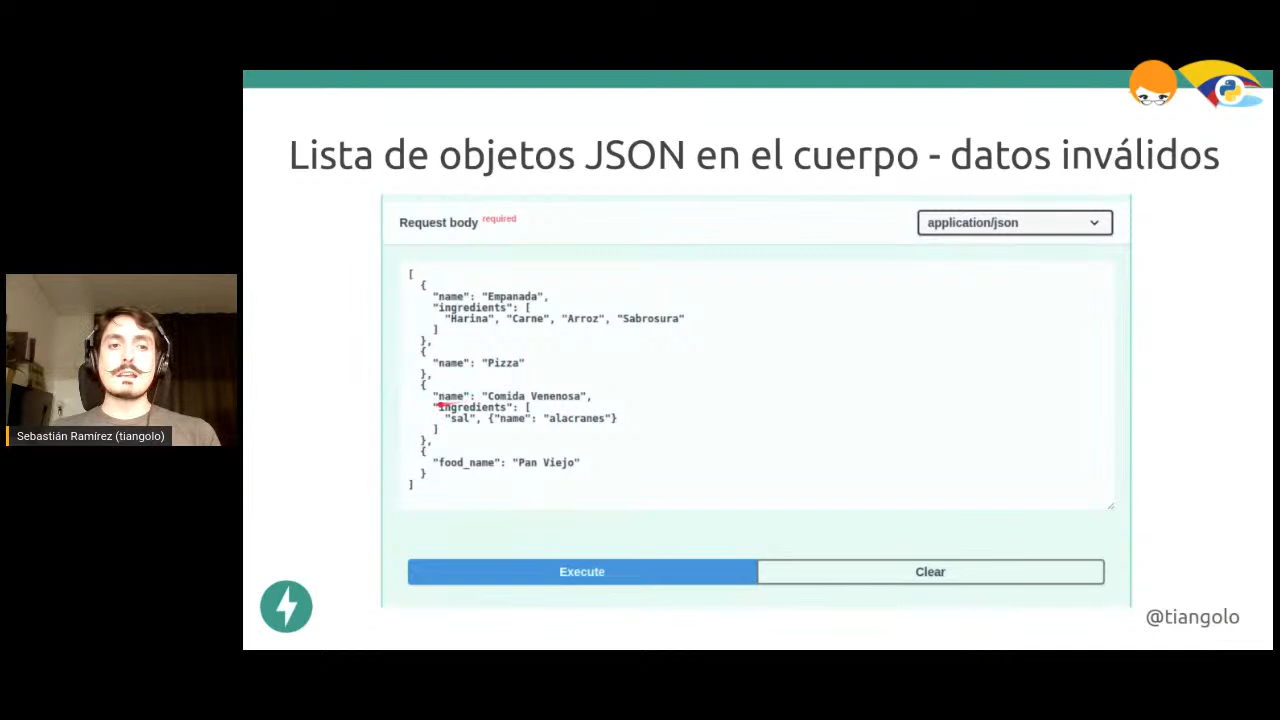 Lista de objetos JSON en el cuerpo - datos inválidos
Request body required
application/json
[
{
"name": "Empanada",
"ingredients": [
"Harina", "Carne", "Arroz", "Sabrosura"
]
},
{
"name": "Pizza"
},
{
"name": "Comida Venenosa",
"ingredients": [
"sal", {"name": "alacranes"}
]
},
{
"food_name": "Pan Viejo"
}
]
Execute
Clear
@tiangolo
Sebastián Ramírez (tiangolo)